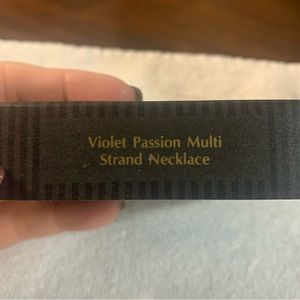 Violet Passion Multi
Strand Necklace